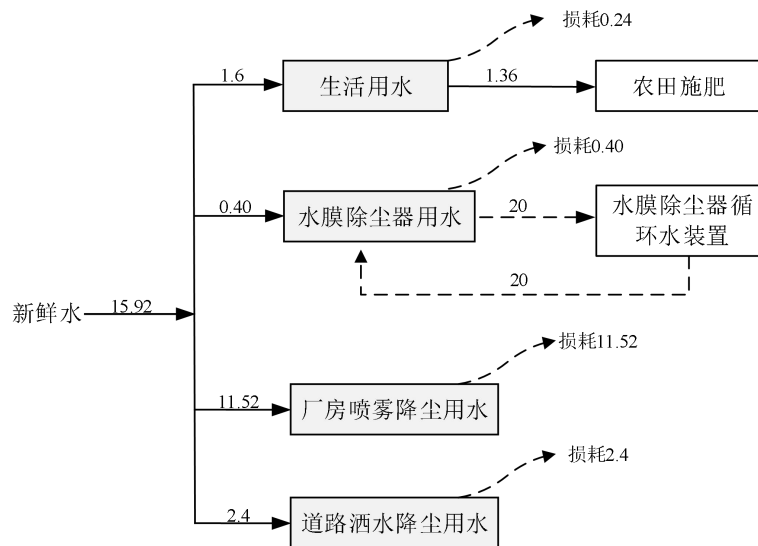 损耗0.24
1.6
生活用水
1.36
农田施肥
损耗0.40
0.40
水膜除尘器用水
20
水膜除尘器循
环水装置
20
新鲜水
15.92
损耗11.52
11.52
厂房喷雾降尘用水
损耗2.4
2.4
道路洒水降尘用水